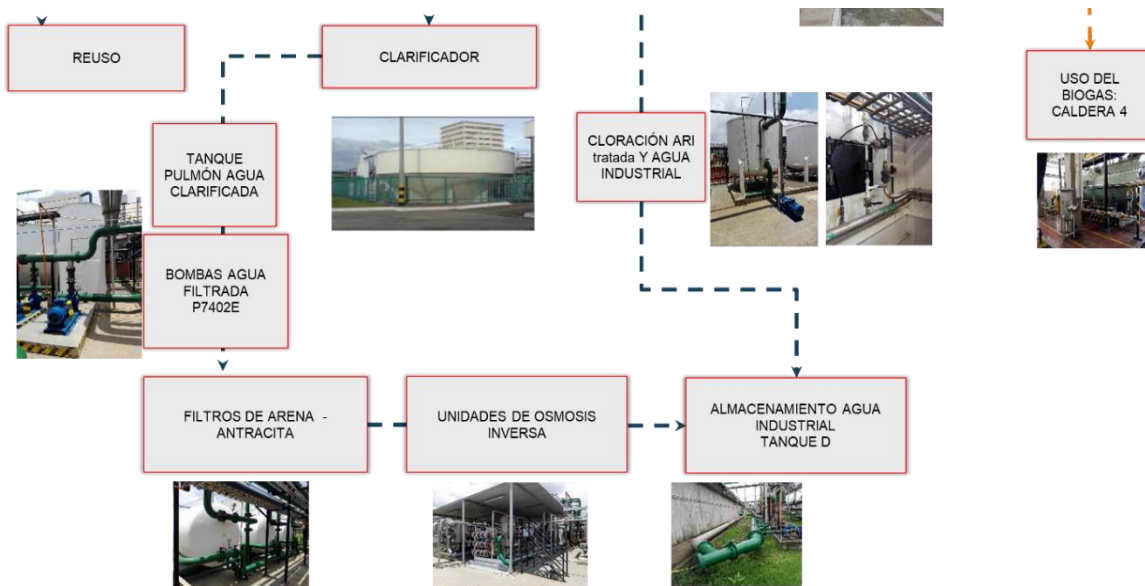 REUSO
CLARIFICADOR
USO DEL
BIOGAS:
CALDERA 4
TANQUE
PULMÓN AGUA
CLARIFICADA
CLORACIÓN ARI
tratada Y AGUA
INDUSTRIAL
BOMBAS AGUA
FILTRADA
P7402E
FILTROS DE ARENA -
ANTRACITA
UNIDADES DE OSMOSIS
INVERSA
ALMACENAMIENTO AGUA
INDUSTRIAL
TANQUE D